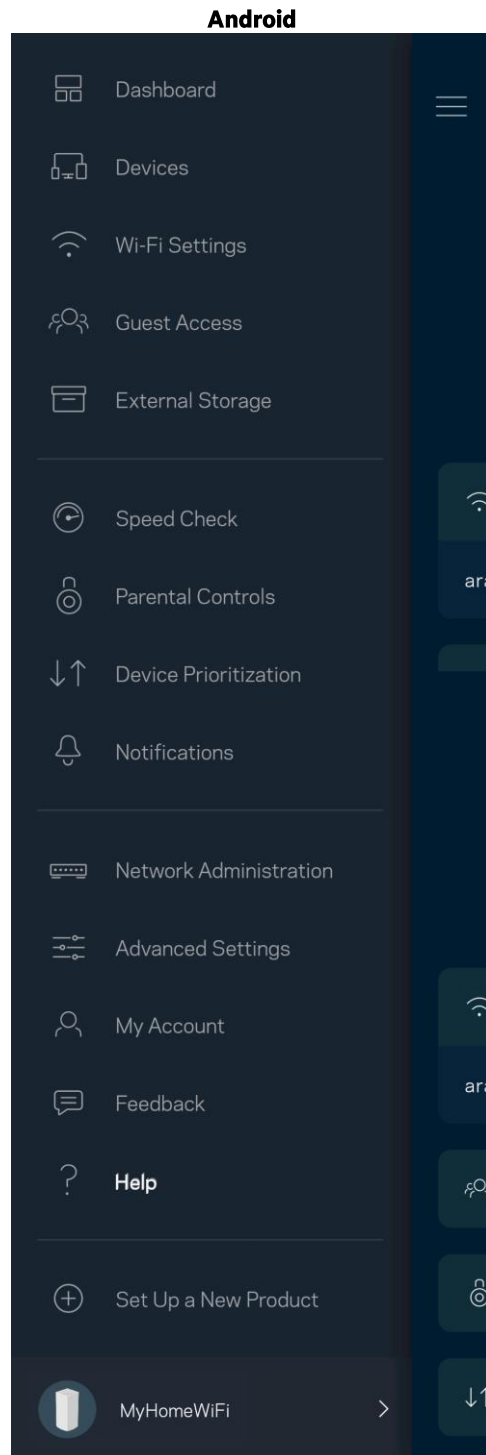 Android
Dashboard
Devices
Wi-Fi Settings
Guest Access
External Storage
Speed Check
Parental Controls
Device Prioritization
Notifications
Network Administration
Advanced Settings
My Account
Feedback
Help
Set Up a New Product
MyHomeWiFi